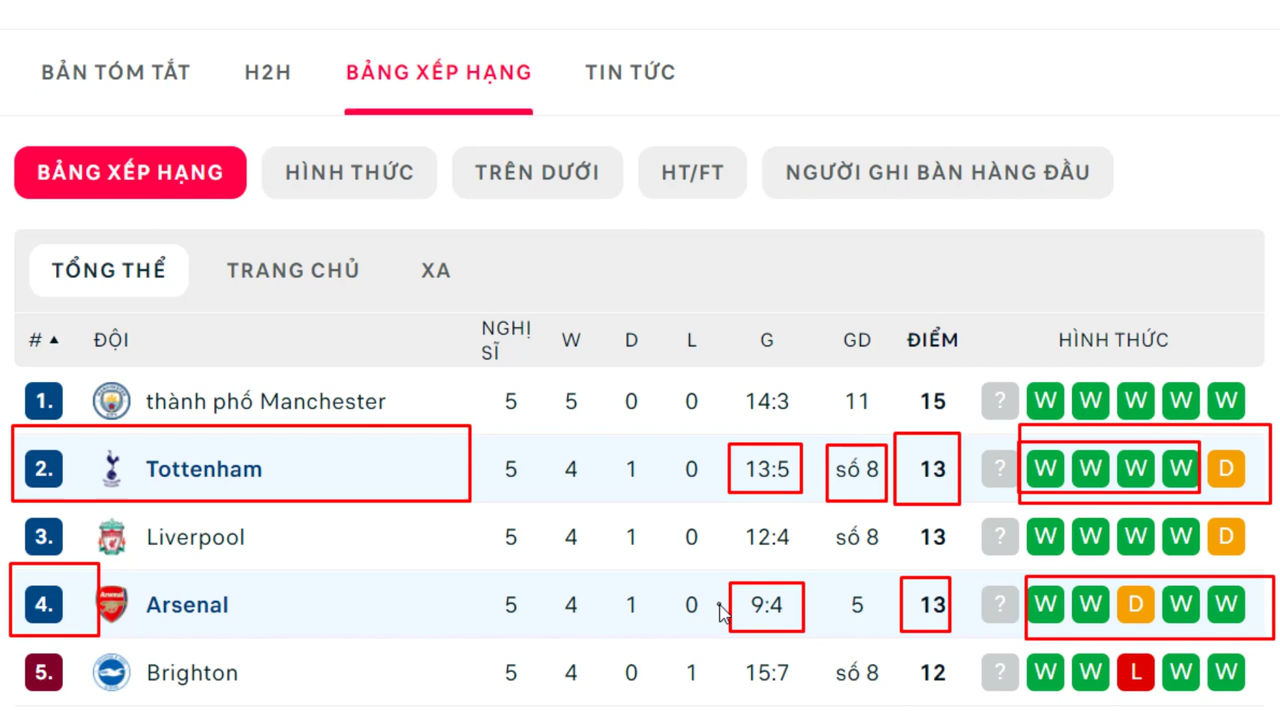 BẢN TÓM TẮT H2H BẢNG XẾP HẠNG TIN TỨC
BẢNG XẾP HẠNG HÌNH THỨC TRÊN DƯỚI HT/FT NGƯỜI GHI BÀN HÀNG ĐẦU
TỔNG THỂ TRANG CHỦ XA
# ĐỘI NGHỊ SĨ W D L G GD ĐIỂM HÌNH THỨC
1. thành phố Manchester 5 5 0 0 14:3 11 15 ? W W W W W
2. Tottenham 5 4 1 0 13:5 số 8 13 ? W W W W D
3. Liverpool 5 4 1 0 12:4 số 8 13 ? W W W W D
4. Arsenal 5 4 1 0 9:4 5 13 ? W W D W W
5. Brighton 5 4 0 1 15:7 số 8 12 ? W W L W W